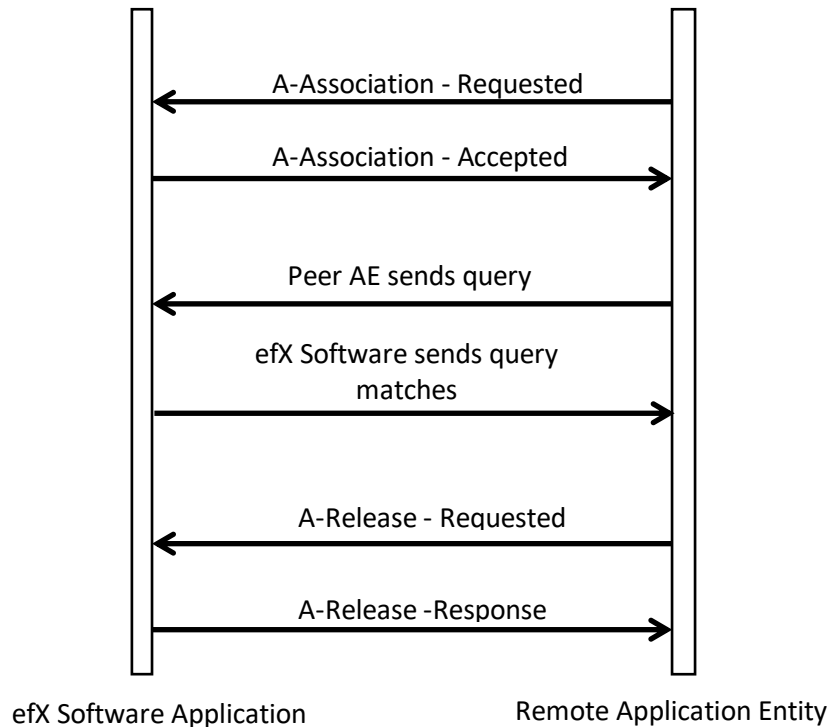 A-Association - Requested
A-Association - Accepted
Peer AE sends query
efX Software sends query
matches
A-Release - Requested
A-Release -Response
efX Software Application
Remote Application Entity